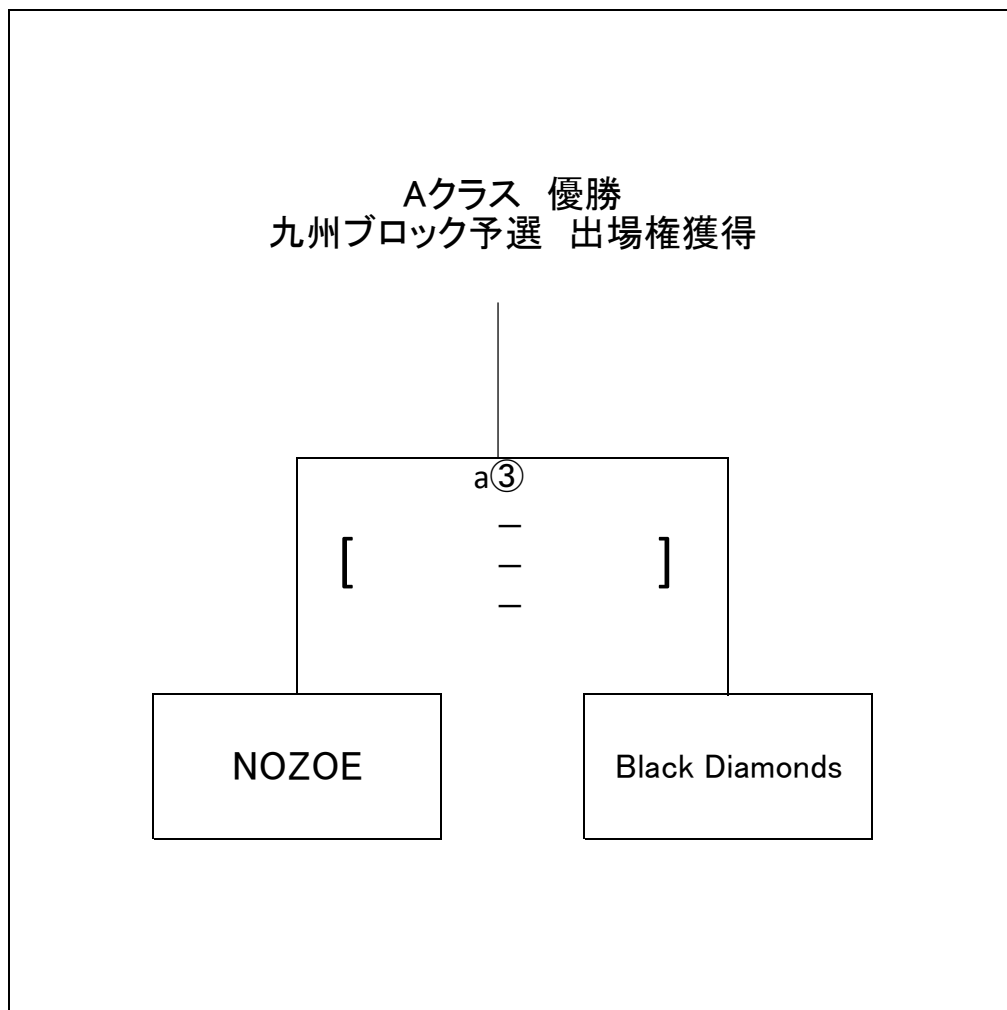 Aクラス　優勝
九州ブロック予選　出場権獲得
a③
－
[　－　]
－
NOZOE
Black Diamonds